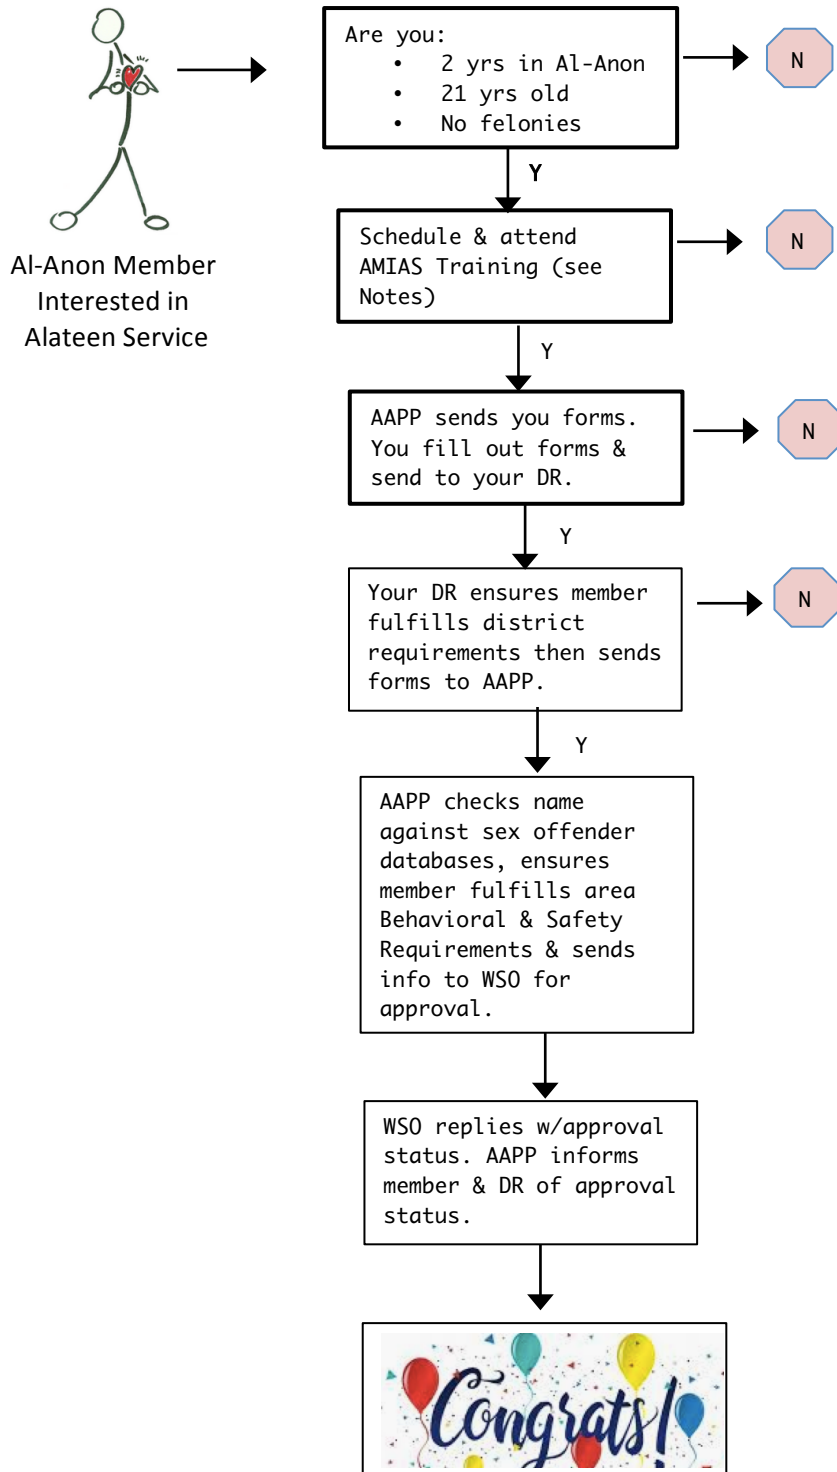 Are you:
• 2 yrs in Al-Anon
• 21 yrs old
• No felonies
N
Y
Al-Anon Member
Interested in
Alateen Service
Schedule & attend
AMIAS Training (see
Notes)
N
Y
AAPP sends you forms.
You fill out forms &
send to your DR.
N
Y
Your DR ensures member
fulfills district
requirements then sends
forms to AAPP.
N
Y
AAPP checks name
against sex offender
databases, ensures
member fulfills area
Behavioral & Safety
Requirements & sends
info to WSO for
approval.
WSO replies w/approval
status. AAPP informs
member & DR of approval
status.
Congrats!